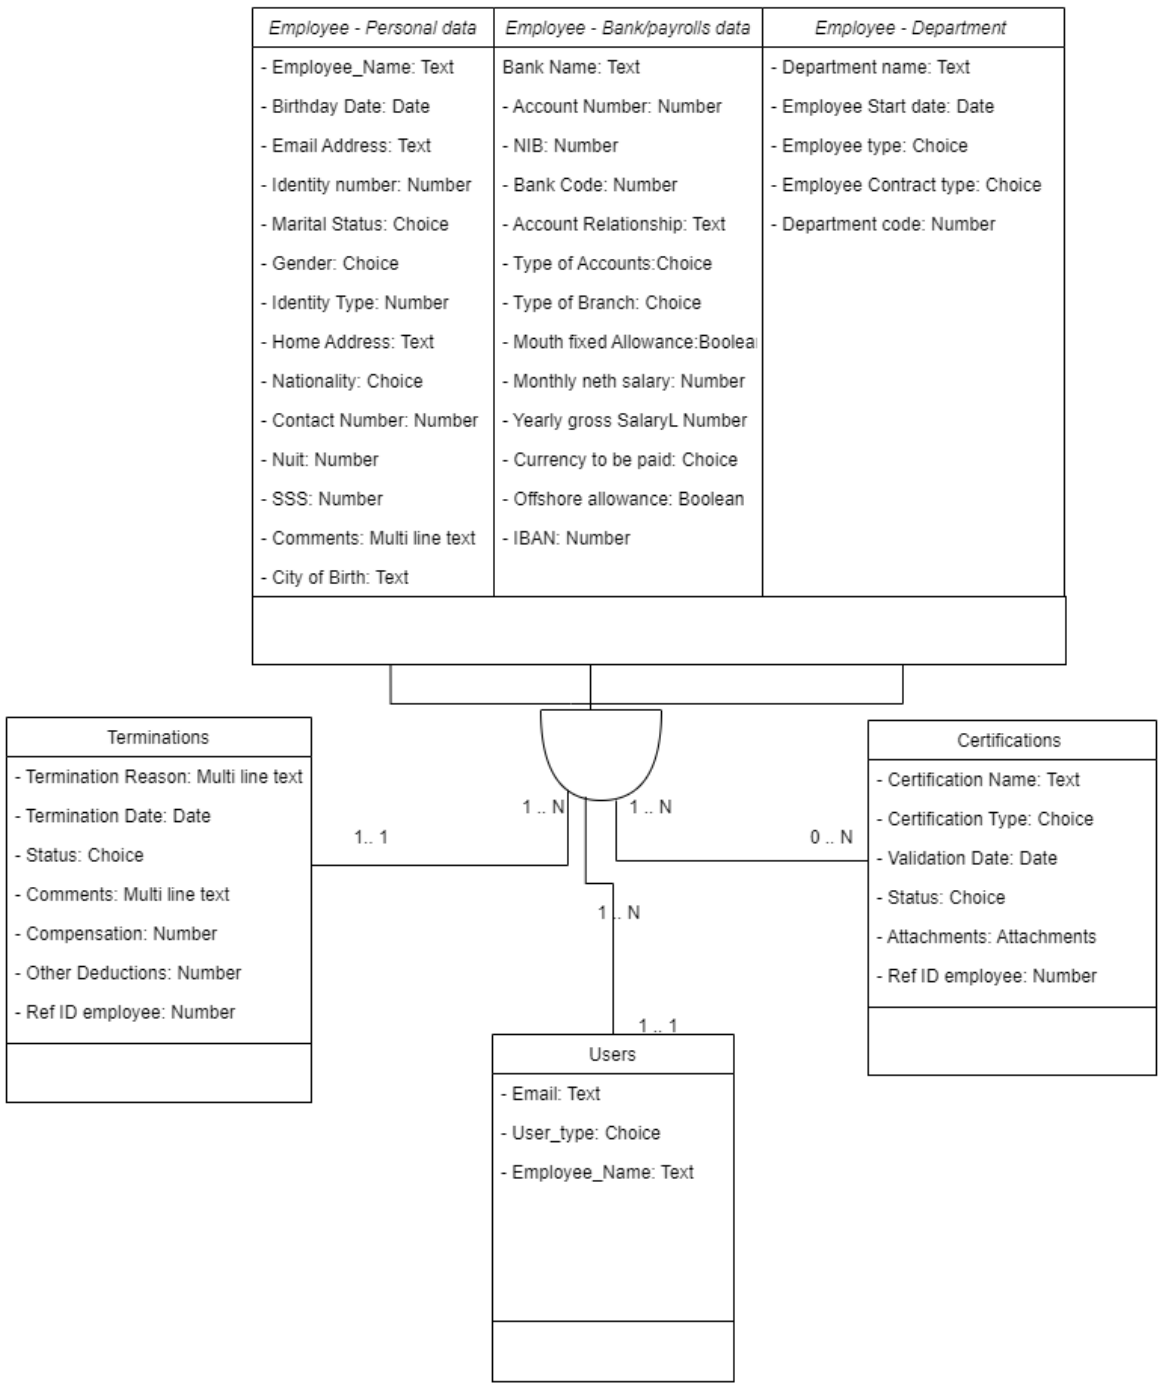 Employee - Personal data
- Employee_Name: Text
- Birthday Date: Date
- Email Address: Text
- Identity number: Number
- Marital Status: Choice
- Gender: Choice
- Identity Type: Number
- Home Address: Text
- Nationality: Choice
- Contact Number: Number
- Nuit: Number
- SSS: Number
- Comments: Multi line text
- City of Birth: Text
Employee - Bank/payrolls data
Bank Name: Text
- Account Number: Number
- NIB: Number
- Bank Code: Number
- Account Relationship: Text
- Type of Accounts:Choice
- Type of Branch: Choice
- Mouth fixed Allowance:Boolea
- Monthly neth salary: Number
- Yearly gross SalaryL Number
- Currency to be paid: Choice
- Offshore allowance: Boolean
- IBAN: Number
Employee - Department
- Department name: Text
- Employee Start date: Date
- Employee type: Choice
- Employee Contract type: Choice
- Department code: Number
Terminations
- Termination Reason: Multi line text
- Termination Date: Date
- Status: Choice
- Comments: Multi line text
- Compensation: Number
- Other Deductions: Number
- Ref ID employee: Number
1.. 1
1 .. N
1 .. N
0 .. N
1 .. N
1 .. 1
Certifications
- Certification Name: Text
- Certification Type: Choice
- Validation Date: Date
- Status: Choice
- Attachments: Attachments
- Ref ID employee: Number
Users
- Email: Text
- User_type: Choice
- Employee_Name: Text